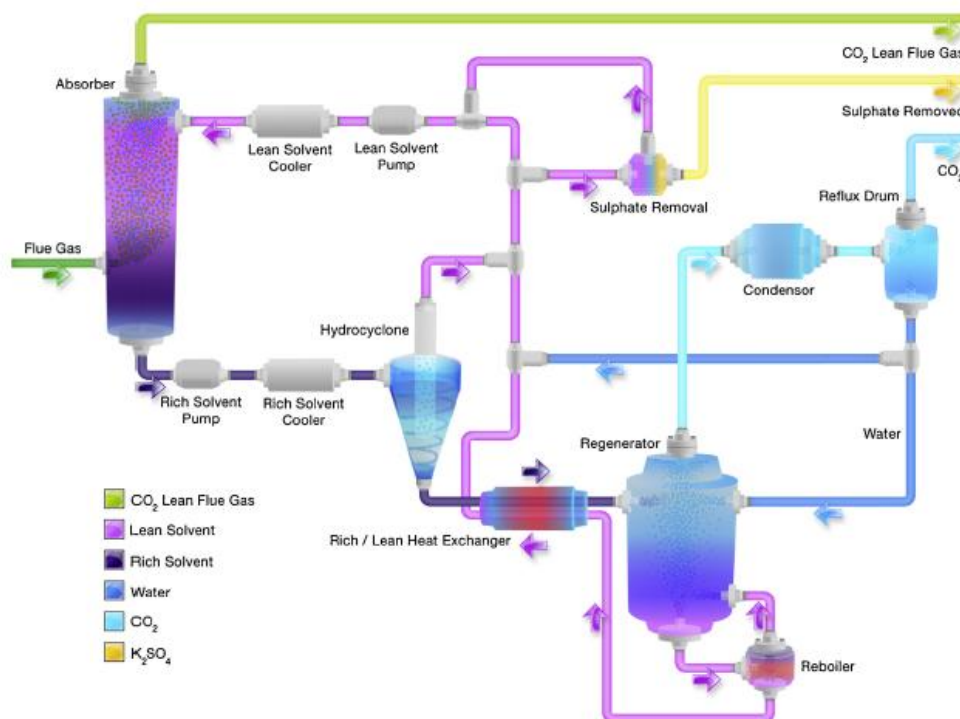 CO₂ Lean Flue Gas
Absorber
Sulphate Removed
Lean Solvent
Cooler
Lean Solvent
Pump
CO₂
Reflux Drum
Sulphate Removal
Flue Gas
Condensor
Hydrocyclone
Rich Solvent
Pump
Rich Solvent
Cooler
Regenerator
Water
CO₂ Lean Flue Gas
Lean Solvent
Rich Solvent
Water
CO₂
K₂SO₄
Rich / Lean Heat Exchanger
Reboiler